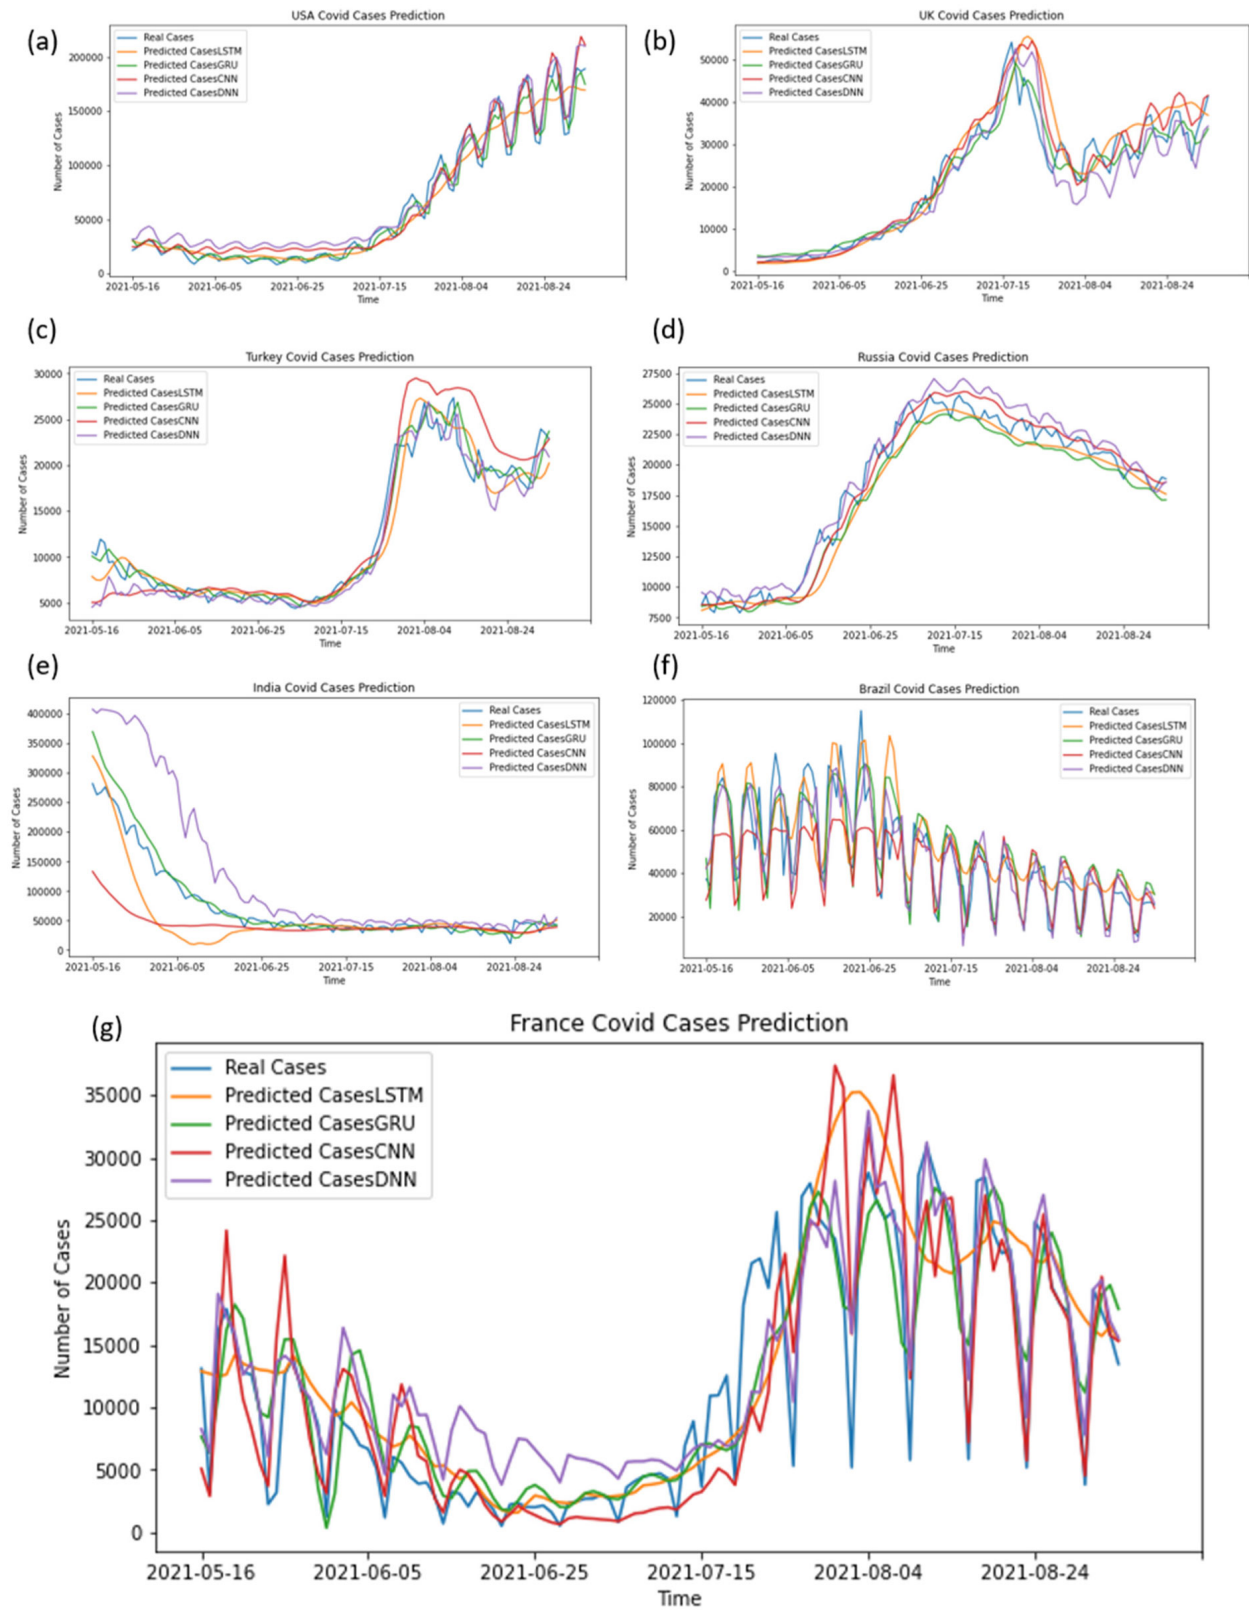 (a)
USA Covid Cases Prediction
Real Cases
Predicted CasesLSTM
Predicted CasesGRU
Predicted CasesCNN
Predicted CasesDNN
Number of Cases
200000
150000
100000
50000
0
2021-05-16 2021-06-05 2021-06-25 2021-07-15 2021-08-04 2021-08-24
Time
(b)
UK Covid Cases Prediction
Real Cases
Predicted CasesLSTM
Predicted CasesGRU
Predicted CasesCNN
Predicted CasesDNN
Number of Cases
50000
40000
30000
20000
10000
0
2021-05-16 2021-06-05 2021-06-25 2021-07-15 2021-08-04 2021-08-24
Time
(c)
Turkey Covid Cases Prediction
Real Cases
Predicted CasesLSTM
Predicted CasesGRU
Predicted CasesCNN
Predicted CasesDNN
Number of Cases
30000
25000
20000
15000
10000
5000
2021-05-16 2021-06-05 2021-06-25 2021-07-15 2021-08-04 2021-08-24
Time
(d)
Russia Covid Cases Prediction
Real Cases
Predicted CasesLSTM
Predicted CasesGRU
Predicted CasesCNN
Predicted CasesDNN
Number of Cases
27500
25000
22500
20000
17500
15000
12500
10000
7500
2021-05-16 2021-06-05 2021-06-25 2021-07-15 2021-08-04 2021-08-24
Time
(e)
India Covid Cases Prediction
Real Cases
Predicted CasesLSTM
Predicted CasesGRU
Predicted CasesCNN
Predicted CasesDNN
Number of Cases
400000
350000
300000
250000
200000
150000
100000
50000
0
2021-05-16 2021-06-05 2021-06-25 2021-07-15 2021-08-04 2021-08-24
Time
(f)
Brazil Covid Cases Prediction
Real Cases
Predicted CasesLSTM
Predicted CasesGRU
Predicted CasesCNN
Predicted CasesDNN
Number of Cases
120000
100000
80000
60000
40000
20000
2021-05-16 2021-06-05 2021-06-25 2021-07-15 2021-08-04 2021-08-24
Time
(g)
France Covid Cases Prediction
Real Cases
Predicted CasesLSTM
Predicted CasesGRU
Predicted CasesCNN
Predicted CasesDNN
Number of Cases
35000
30000
25000
20000
15000
10000
5000
0
2021-05-16 2021-06-05 2021-06-25 2021-07-15 2021-08-04 2021-08-24
Time